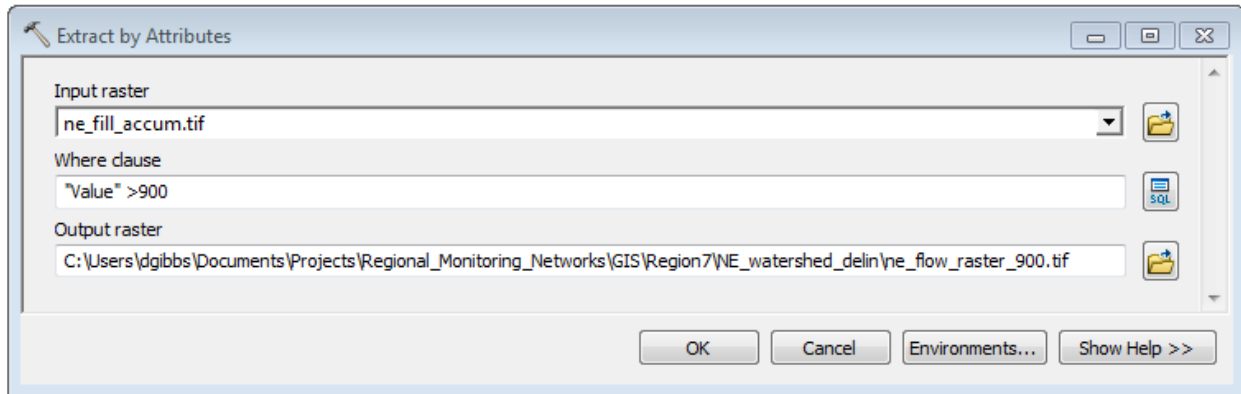 Extract by Attributes
Input raster
ne_fill_accum.tif
Where clause
"Value" >900
SQL
Output raster
C:\Users\dgibbs\Documents\Projects\Regional_Monitoring_Networks\GIS\Region7\NE_watershed_delin\ne_flow_raster_900.tif
OK Cancel Environments... Show Help >>